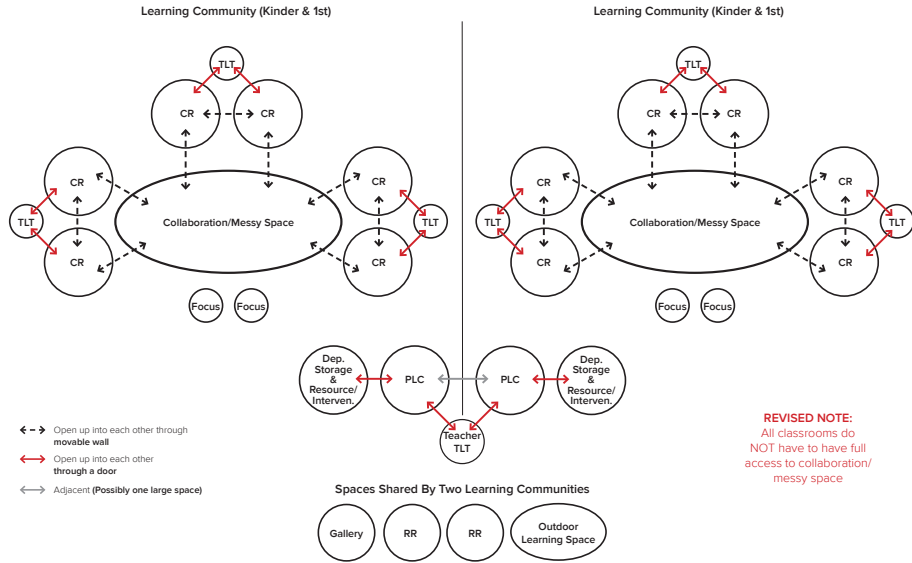 Learning Community (Kinder & 1st)
TLT
CR
CR
CR
CR
TLT
CR
CR
TLT
Collaboration/Messy Space
Focus
Focus
Learning Community (Kinder & 1st)
TLT
CR
CR
CR
CR
TLT
CR
CR
TLT
Collaboration/Messy Space
Focus
Focus
Dep.
Storage
&
Resource/
Interven.
PLC
PLC
Dep.
Storage
&
Resource/
Interven.
Teacher
TLT
Open up into each other through
movable wall
Open up into each other
through a door
Adjacent (Possibly one large space)
REVISED NOTE:
All classrooms do
NOT have to have full
access to collaboration/
messy space
Spaces Shared By Two Learning Communities
Gallery
RR
RR
Outdoor
Learning Space